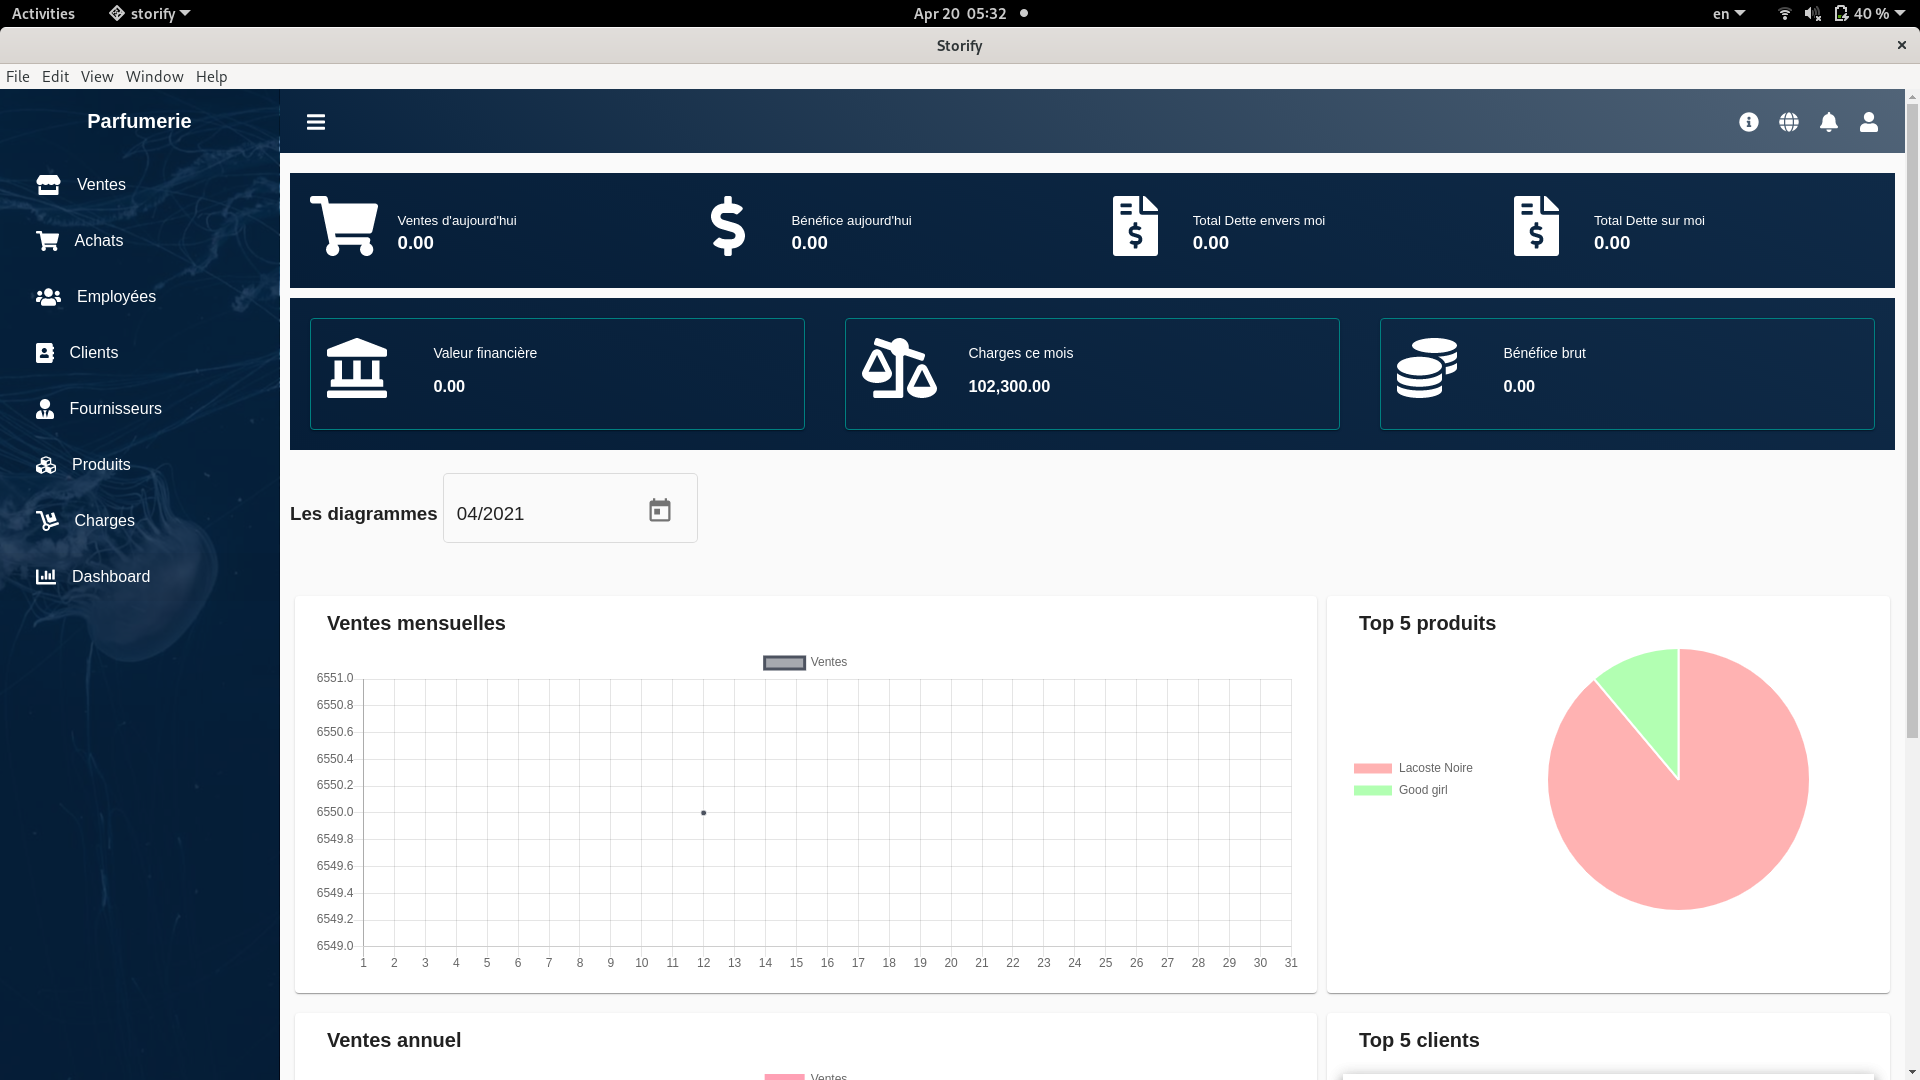 Activities storify Apr 20 05:32 en 40 %
Storify
File Edit View Window Help
Parfumerie
Ventes
Achats
Employées
Clients
Fournisseurs
Produits
Charges
Dashboard
Ventes d'aujourd'hui
0.00
Bénéfice aujourd'hui
0.00
Total Dette envers moi
0.00
Total Dette sur moi
0.00
Valeur financière
0.00
Charges ce mois
102,300.00
Bénéfice brut
0.00
Les diagrammes 04/2021
Ventes mensuelles
Ventes
6551.0
6550.8
6550.6
6550.4
6550.2
6550.0
6549.8
6549.6
6549.4
6549.2
6549.0
1 2 3 4 5 6 7 8 9 10 11 12 13 14 15 16 17 18 19 20 21 22 23 24 25 26 27 28 29 30 31
Top 5 produits
Lacoste Noire
Good girl
Ventes annuel
Ventes
Top 5 clients